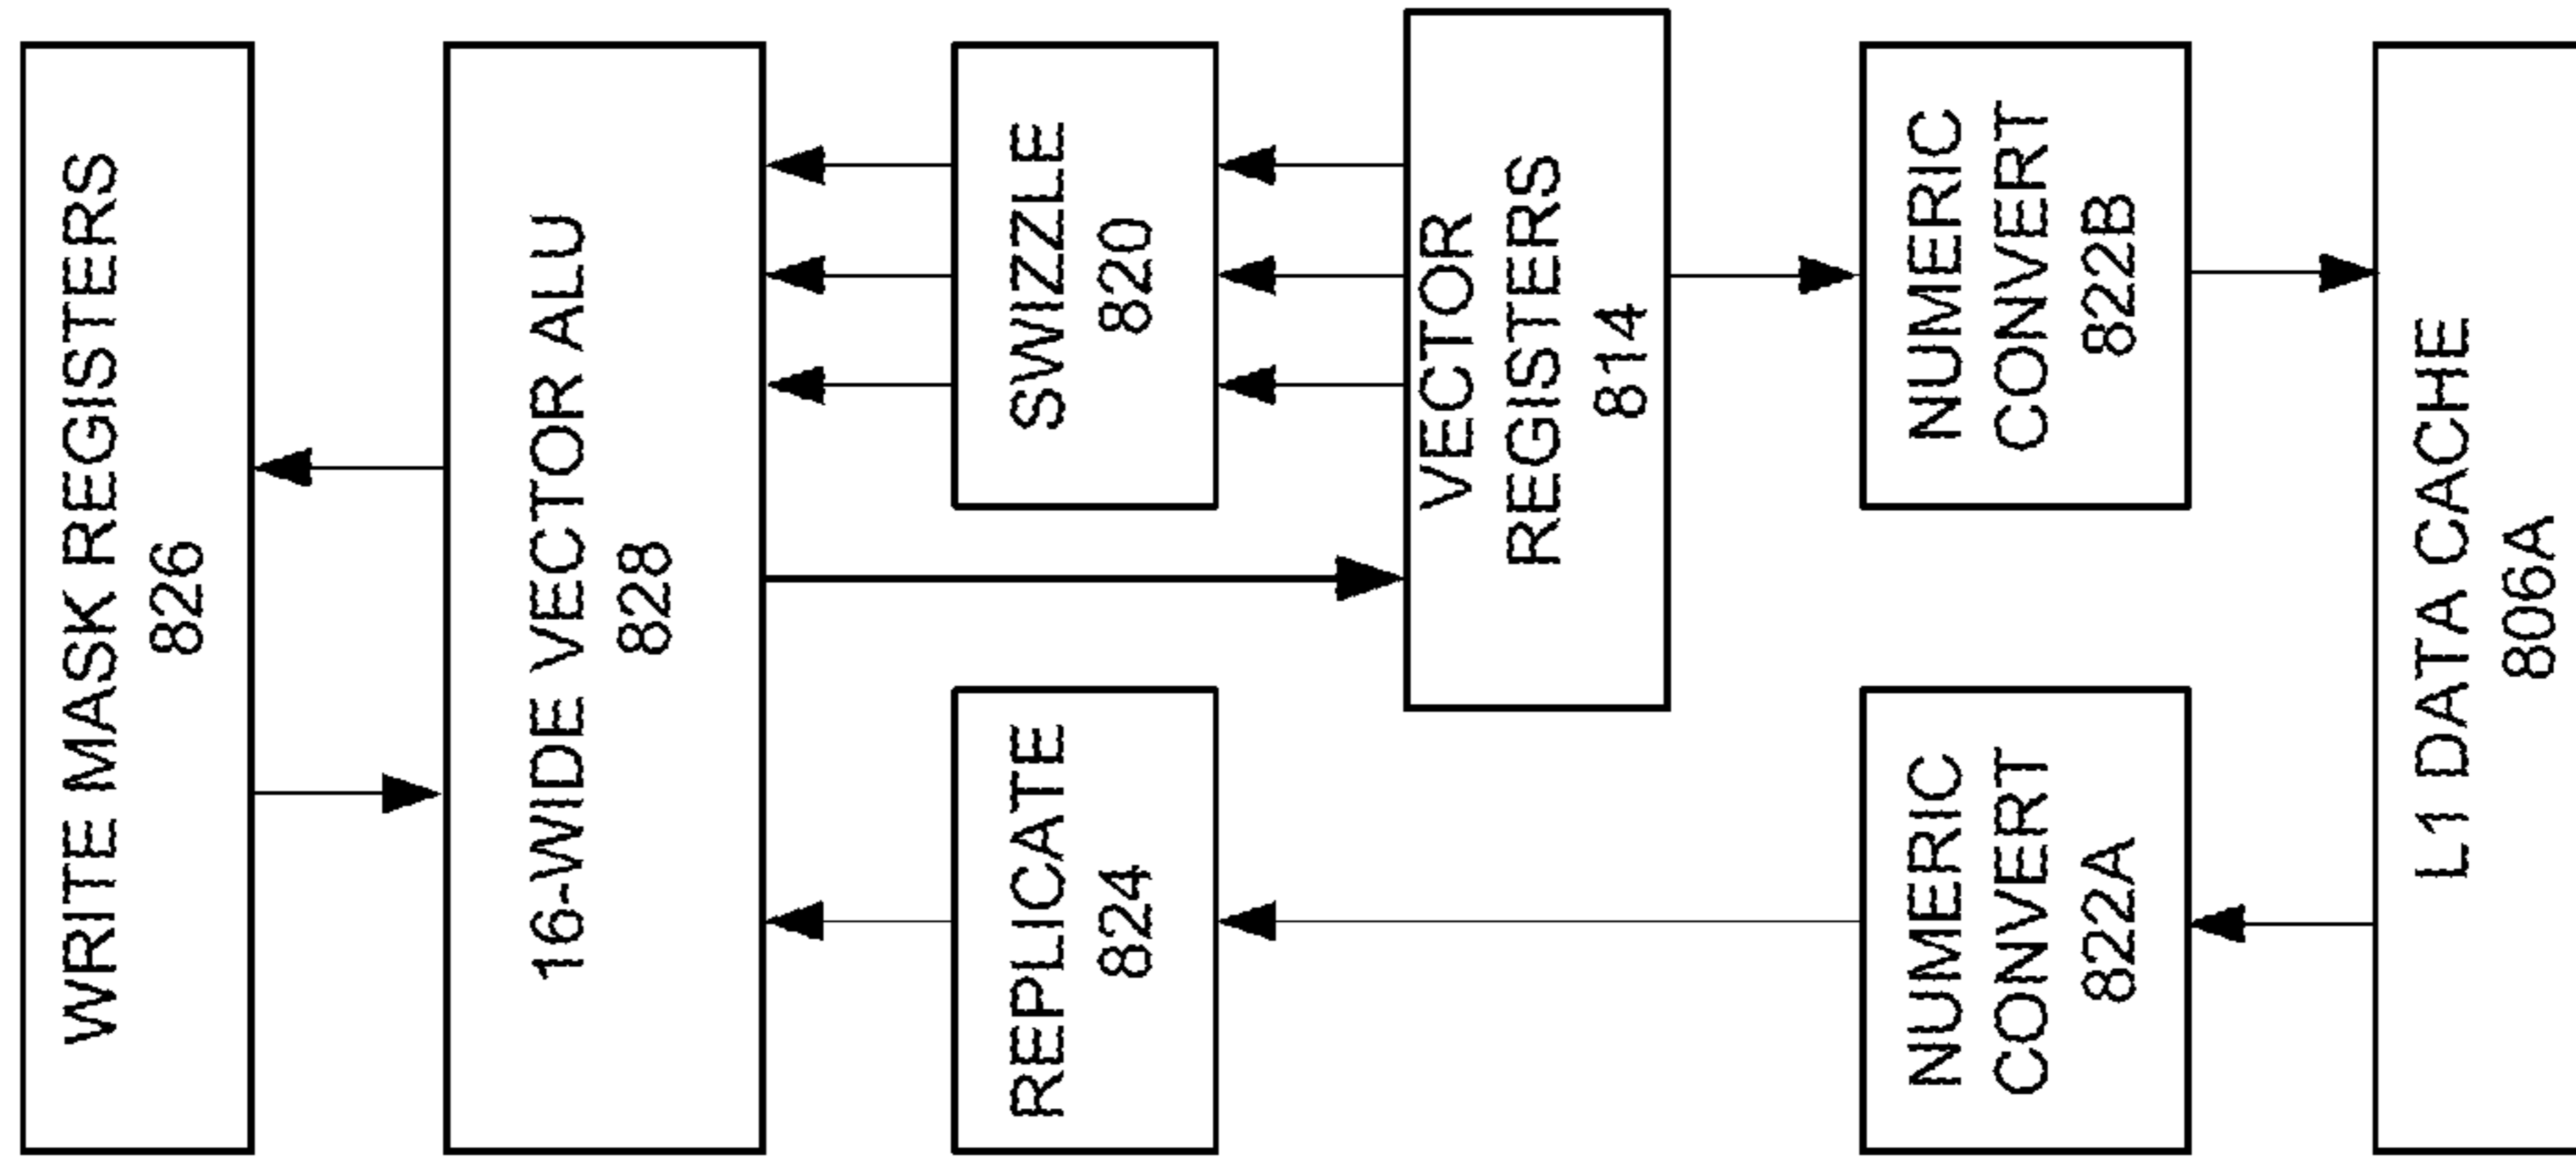 WRITE MASK REGISTERS
826
16-WIDE VECTOR ALU
828
REPLICATE
824
SWIZZLE
820
VECTOR
REGISTERS
814
NUMERIC
CONVERT
822A
NUMERIC
CONVERT
822B
L1 DATA CACHE
806A